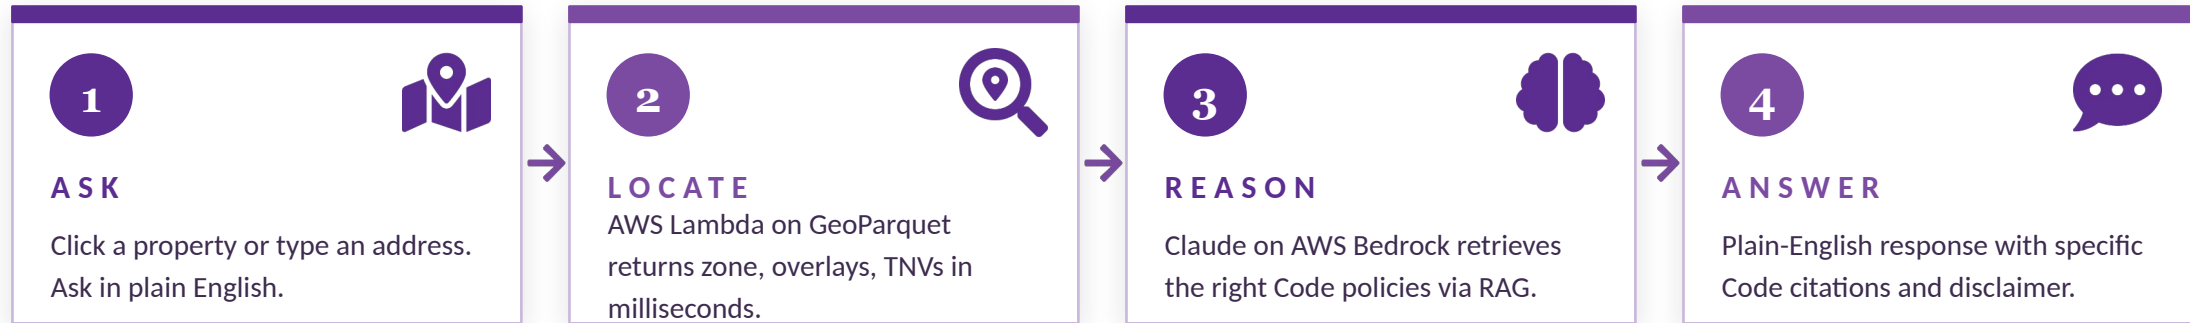 1
ASK
Click a property or type an address.
Ask in plain English.
2
LOCATE
AWS Lambda on GeoParquet
returns zone, overlays, TNVs in
milliseconds.
3
REASON
Claude on AWS Bedrock retrieves
the right Code policies via RAG.
4
ANSWER
Plain-English response with specific
Code citations and disclaimer.